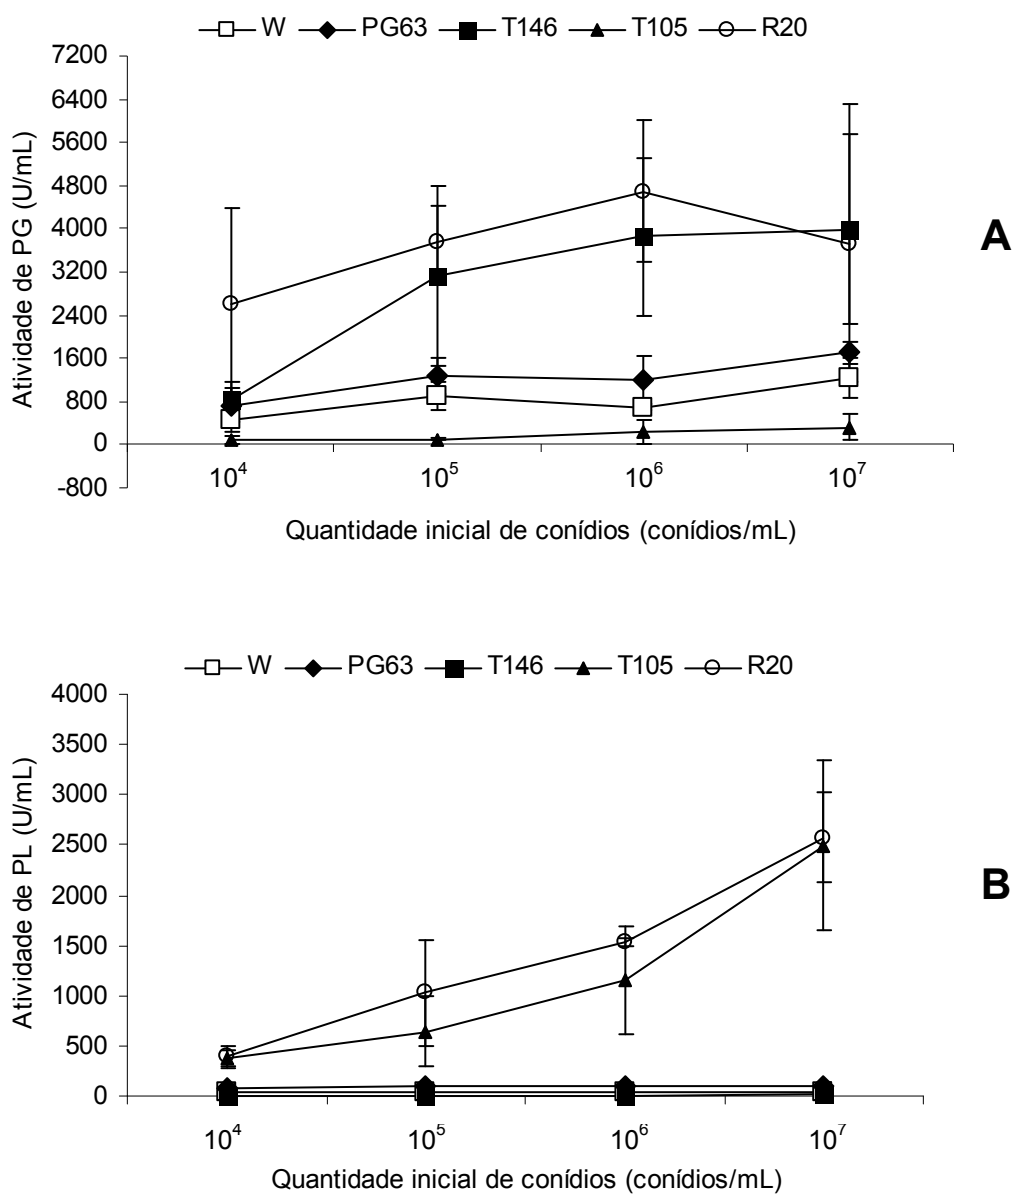 W PG63 T146 T105 R20
7200
6400
5600
4800
4000
3200
2400
1600
800
0
-800
Atividade de PG (U/mL)
A
10⁴ 10⁵ 10⁶ 10⁷
Quantidade inicial de conídios (conídios/mL)
W PG63 T146 T105 R20
4000
3500
3000
2500
2000
1500
1000
500
0
Atividade de PL (U/mL)
B
10⁴ 10⁵ 10⁶ 10⁷
Quantidade inicial de conídios (conídios/mL)